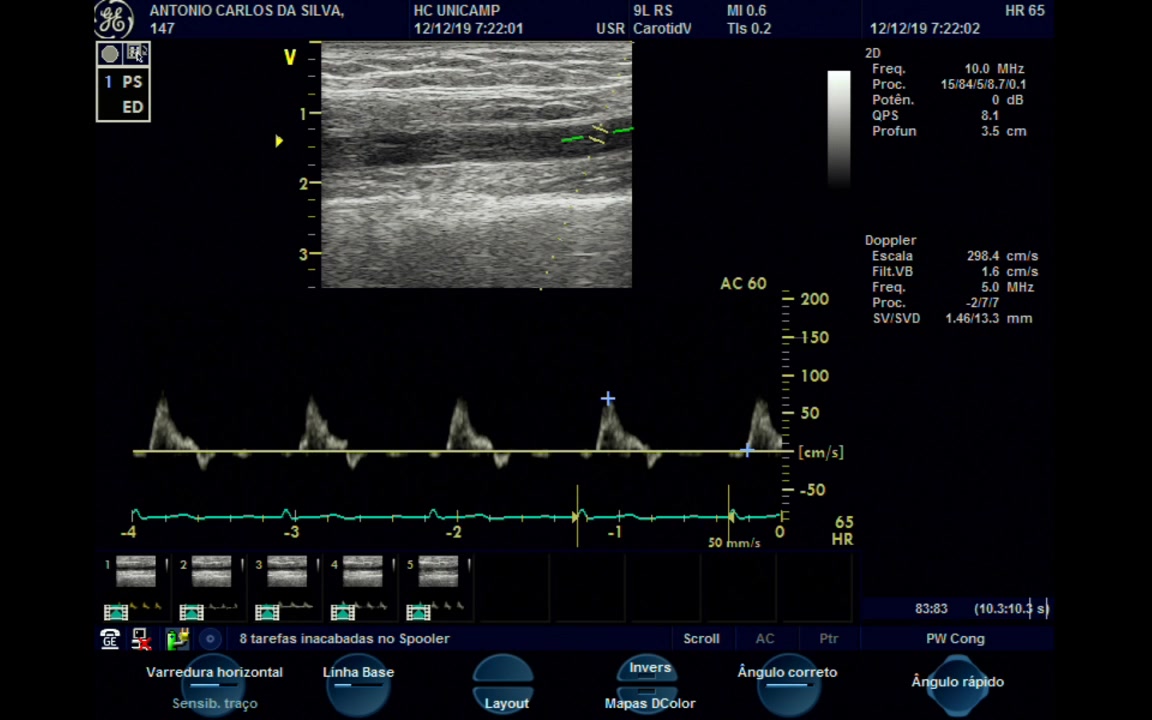 ANTONIO CARLOS DA SILVA,
147
HC UNICAMP
12/12/19 7:22:01
USR
9L RS
CarotidV
MI 0.6
TIs 0.2
HR 65
12/12/19 7:22:02
1 PS
ED
V
1
2
3
2D
Freq. 10.0 MHz
Proc. 15/84/5/8.7/0.1
Potên. 0 dB
QPS 8.1
Profun 3.5 cm
Doppler
Escala 298.4 cm/s
Filt.VB 1.6 cm/s
Freq. 5.0 MHz
Proc. -2/7/7
SV/SVD 1.46/13.3 mm
AC 60
200
150
100
50
[cm/s]
-50
-4 -3 -2 -1 0
65
HR
50 mm/s
1 2 3 4 5
83:83 (10.3:10.3 s)
GE
8 tarefas inacabadas no Spooler
Scroll AC Ptr
PW Cong
Varredura horizontal
Sensib. traço
Linha Base
Layout
Invers
Mapas DColor
Ângulo correto
Ângulo rápido